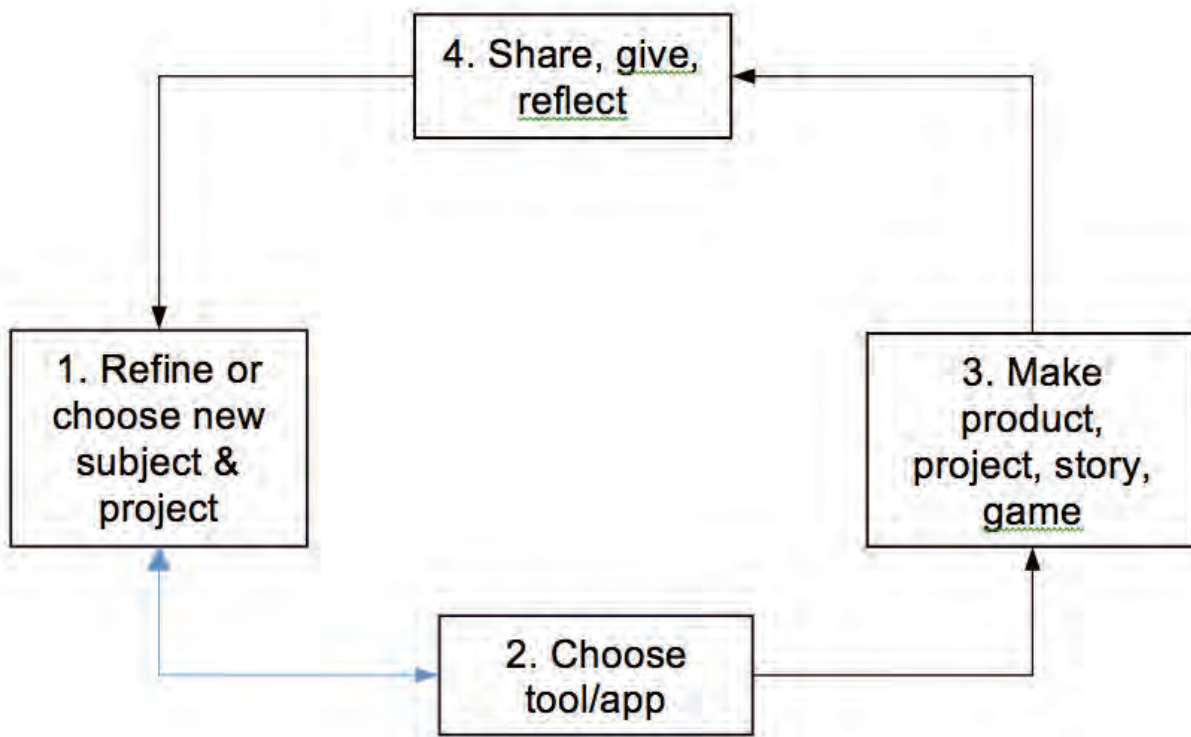 4. Share, give,
reflect
1. Refine or
choose new
subject &
project
3. Make
product,
project, story,
game
2. Choose
tool/app